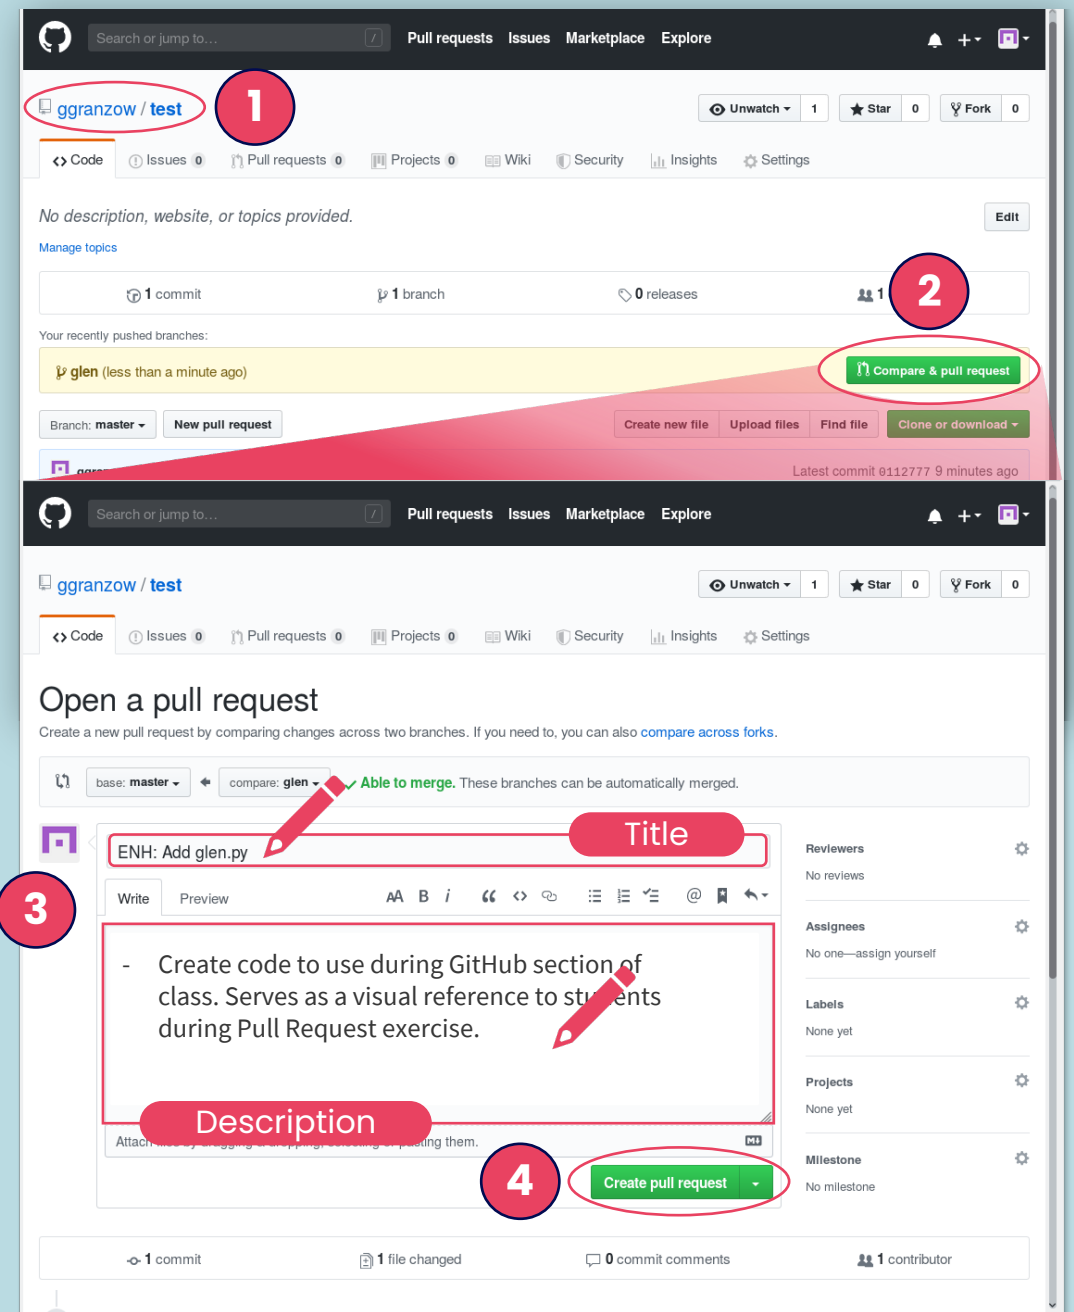 Search or jump to... / Pull requests Issues Marketplace Explore
ggranzow / test 1 Unwatch 1 Star 0 Fork 0
Code Issues 0 Pull requests 0 Projects 0 Wiki Security Insights Settings
No description, website, or topics provided. Edit
Manage topics
1 commit 1 branch 0 releases 1 2
Your recently pushed branches:
glen (less than a minute ago) Compare & pull request
Branch: master New pull request Create new file Upload files Find file Clone or download
Latest commit 0112777 9 minutes ago
Search or jump to... / Pull requests Issues Marketplace Explore
ggranzow / test Unwatch 1 Star 0 Fork 0
Code Issues 0 Pull requests 0 Projects 0 Wiki Security Insights Settings
Open a pull request
Create a new pull request by comparing changes across two branches. If you need to, you can also compare across forks.
base: master compare: glen Able to merge. These branches can be automatically merged.
ENH: Add glen.py Title
3
Write Preview AA B i @
- Create code to use during GitHub section of
class. Serves as a visual reference to students
during Pull Request exercise.
Description
Attach files by dragging & dropping, selecting or pasting them.
4 Create pull request
Reviewers
No reviews
Assignees
No one—assign yourself
Labels
None yet
Projects
None yet
Milestone
No milestone
1 commit 1 file changed 0 commit comments 1 contributor